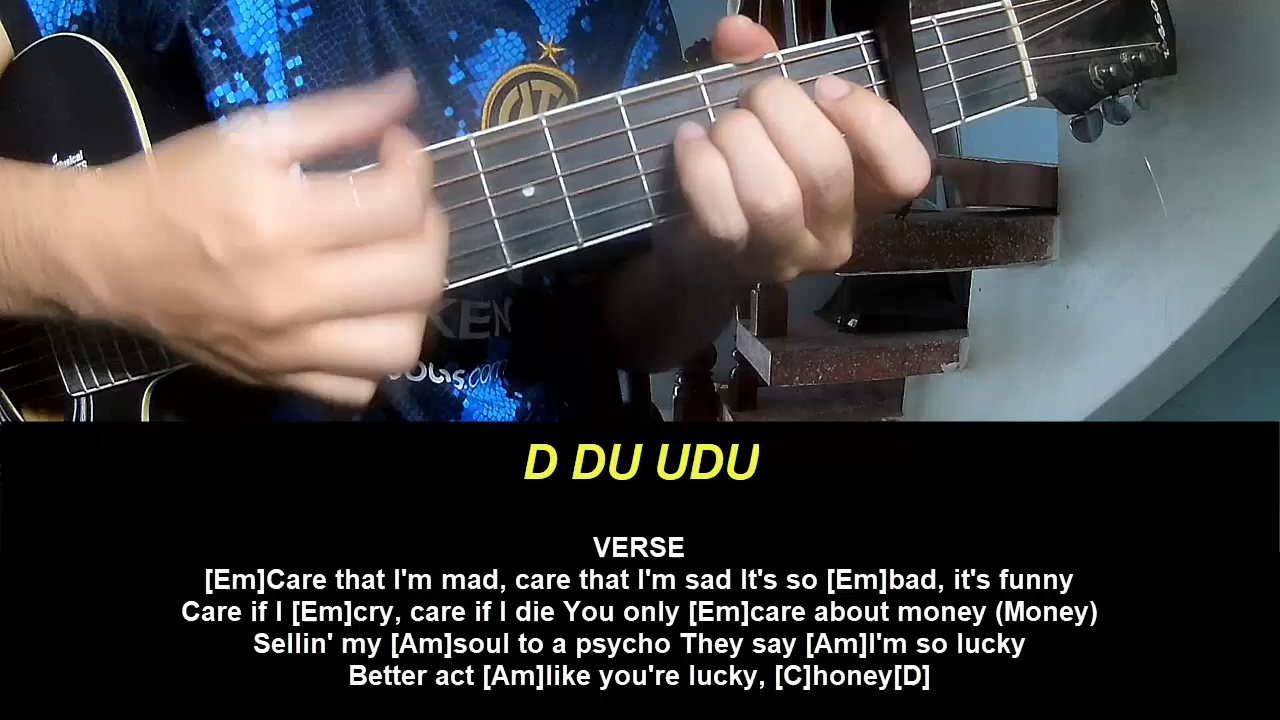 KEN
.com
D DU UDU
VERSE
[Em]Care that I'm mad, care that I'm sad It's so [Em]bad, it's funny
Care if I [Em]cry, care if I die You only [Em]care about money (Money)
Sellin' my [Am]soul to a psycho They say [Am]I'm so lucky
Better act [Am]like you're lucky, [C]honey[D]